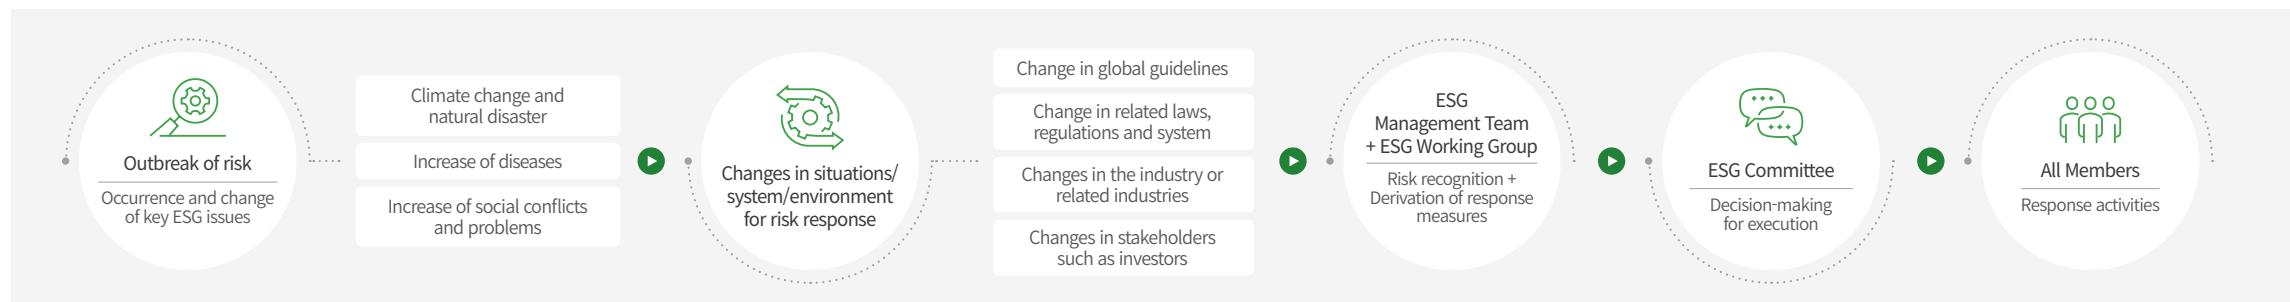 Outbreak of risk
Occurrence and change
of key ESG issues
Climate change and
natural disaster
Increase of diseases
Increase of social conflicts
and problems
Changes in situations/
system/environment
for risk response
Change in global guidelines
Change in related laws,
regulations and system
Changes in the industry or
related industries
Changes in stakeholders
such as investors
ESG
Management Team
+ ESG Working Group
Risk recognition +
Derivation of response
measures
ESG Committee
Decision-making
for execution
All Members
Response activities